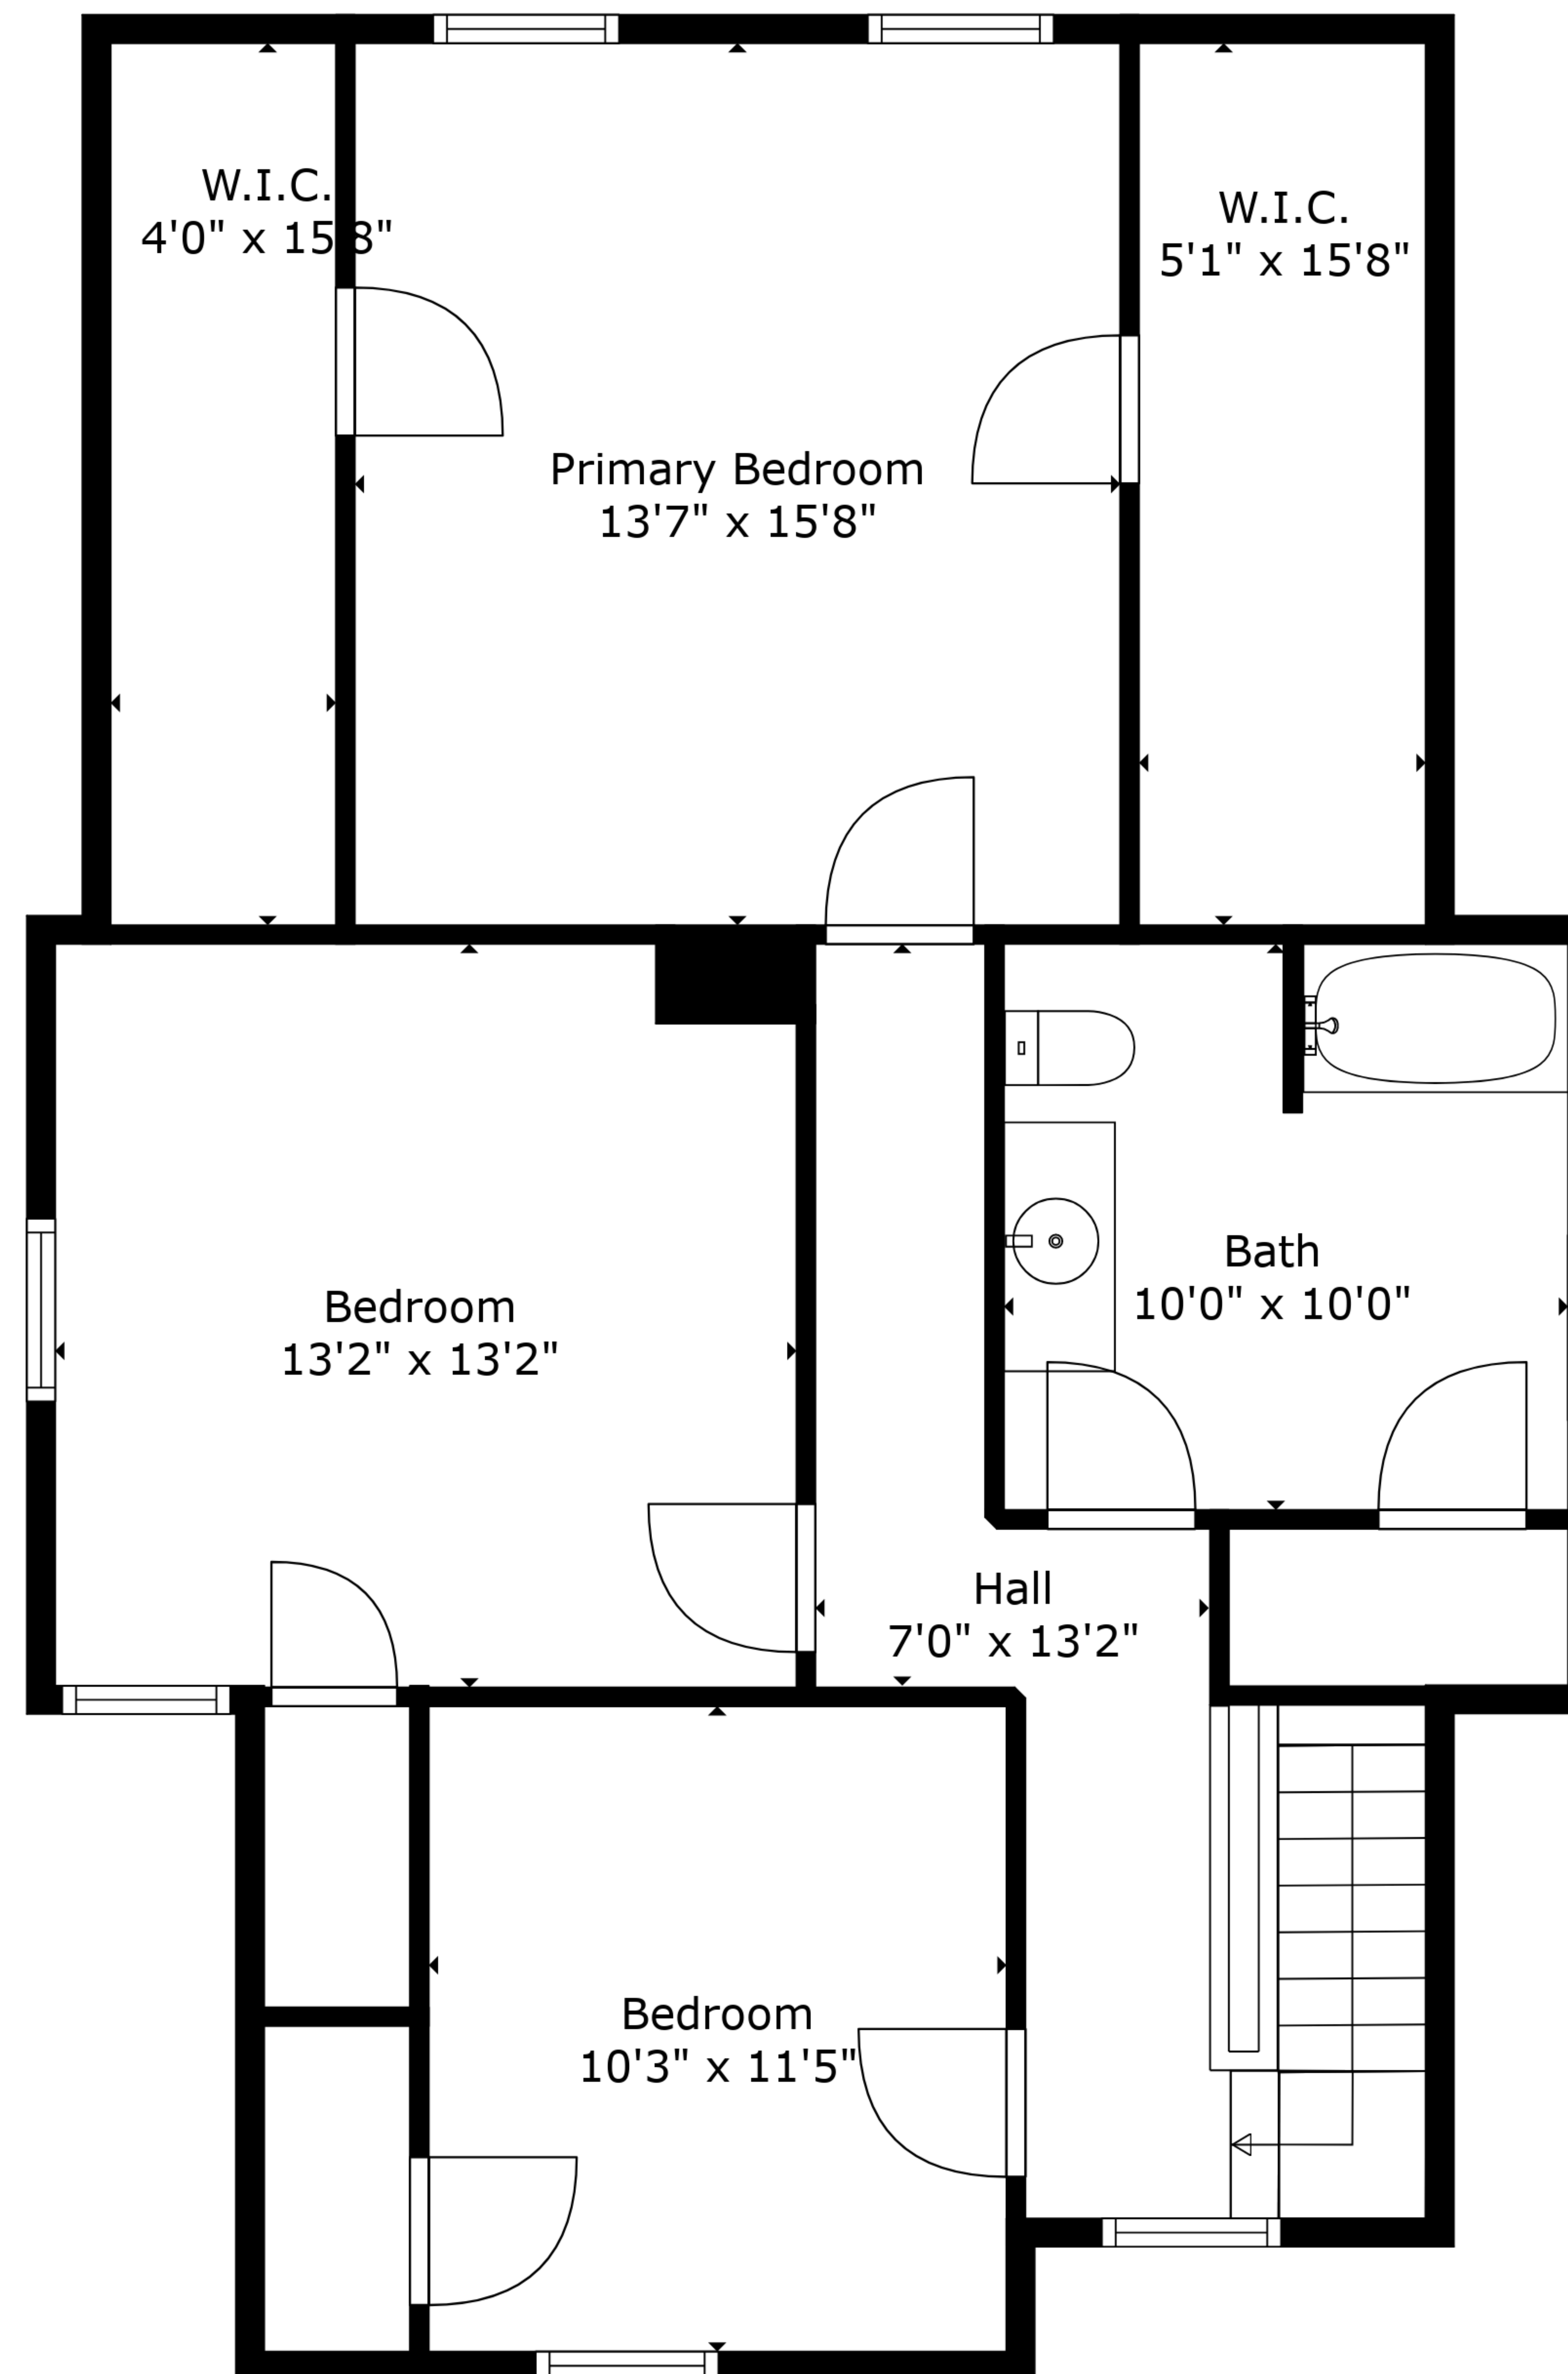 W.I.C.
4'0" x 15'8"
W.I.C.
5'1" x 15'8"
Primary Bedroom
13'7" x 15'8"
Bath
10'0" x 10'0"
Bedroom
13'2" x 13'2"
Hall
7'0" x 13'2"
Bedroom
10'3" x 11'5"